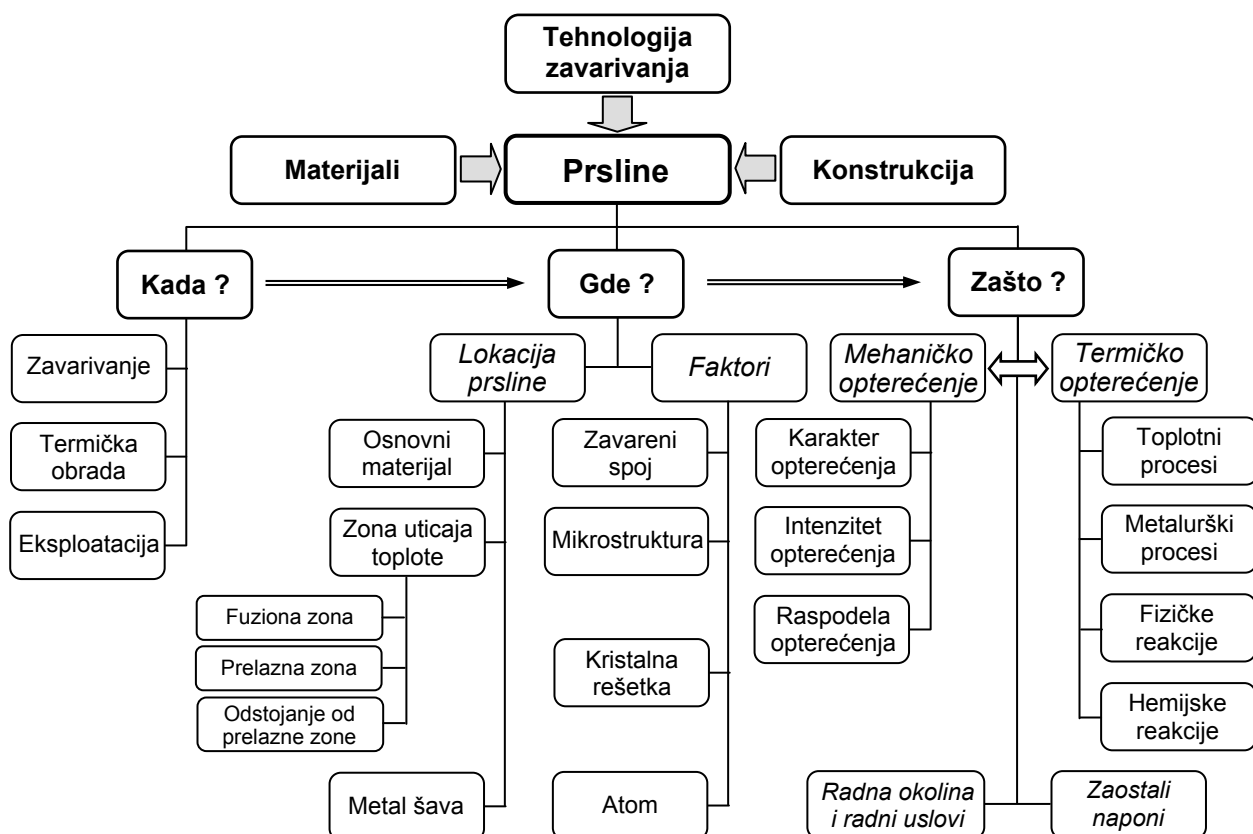 Tehnologija
zavarivanja
Materijali
Prsline
Konstrukcija
Kada ?
Gde ?
Zašto ?
Zavarivanje
Termička
obrada
Eksploatacija
Lokacija
prsline
Faktori
Osnovni
materijal
Zona uticaja
toplote
Fuziona zona
Prelazna zona
Odstojanje od
prelazne zone
Metal šava
Zavareni
spoj
Mikrostruktura
Kristalna
rešetka
Atom
Mehaničko
opterećenje
Termičko
opterećenje
Karakter
opterećenja
Intenzitet
opterećenja
Raspodela
opterećenja
Toplotni
procesi
Metalurški
procesi
Fizičke
reakcije
Hemijske
reakcije
Radna okolina
i radni uslovi
Zaostali
naponi